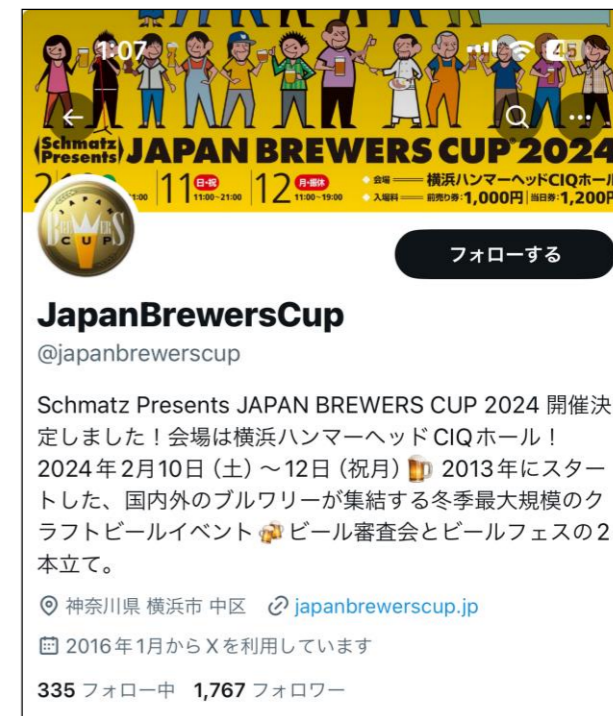 1:07
45
Schmatz Presents JAPAN BREWERS CUP 2024
11 日・祝 11:00~21:00
12 月・振休 11:00~19:00
会場 横浜ハンマーヘッドCIQホール
入場料 前売り券:1,000円 当日券:1,200円
JAPAN
BREWERS
CUP
フォローする
JapanBrewersCup
@japanbrewerscup
Schmatz Presents JAPAN BREWERS CUP 2024 開催決
定しました！会場は横浜ハンマーヘッドCIQホール！
2024年2月10日（土）～12日（祝月）🍺 2013年にスター
トした、国内外のブルワリーが集結する冬季最大規模のク
ラフトビールイベント🍻 ビール審査会とビールフェスの2
本立て。
神奈川県 横浜市 中区 japanbrewerscup.jp
2016年1月からXを利用しています
335 フォロー中 1,767 フォロワー